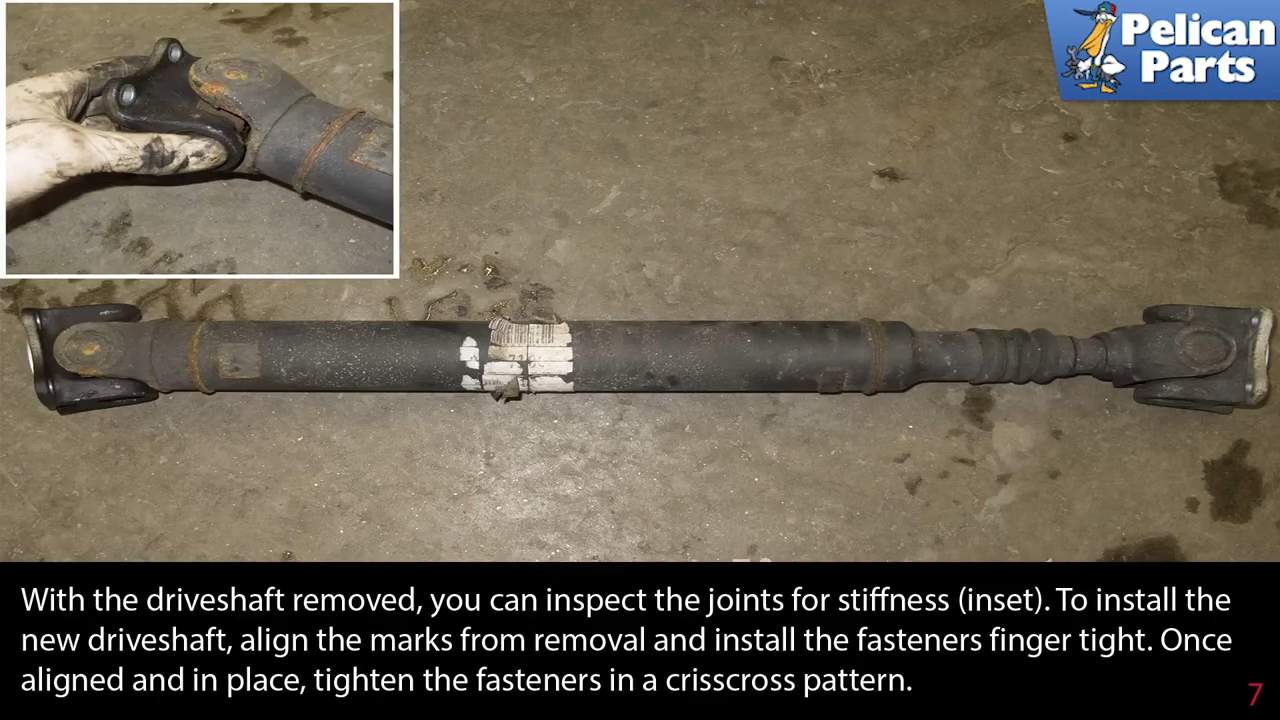 Pelican
Parts
With the driveshaft removed, you can inspect the joints for stiffness (inset). To install the
new driveshaft, align the marks from removal and install the fasteners finger tight. Once
aligned and in place, tighten the fasteners in a crisscross pattern.
7